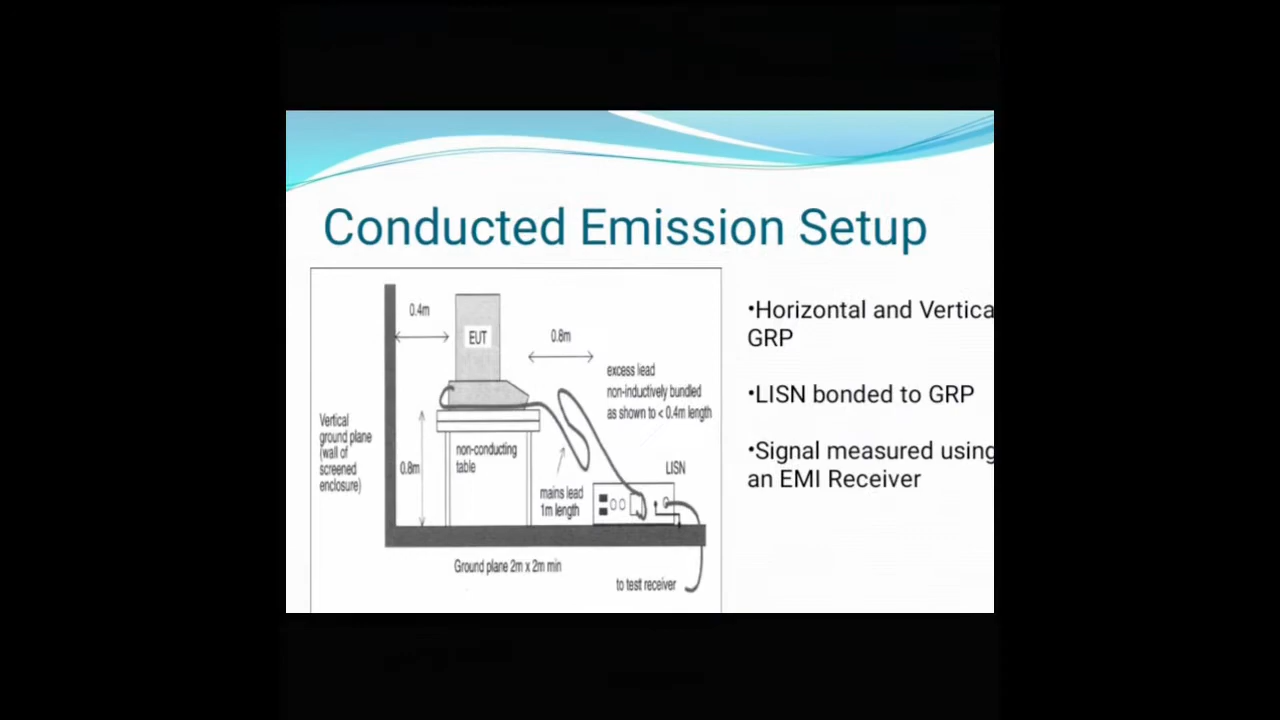 Conducted Emission Setup
0.4m
EUT
0.8m
excess lead
non-inductively bundled
as shown to < 0.4m length
Vertical
ground plane
(wall of
screened
enclosure)
0.8m
non-conducting
table
mains lead
1m length
LISN
Ground plane 2m x 2m min
to test receiver
•Horizontal and Vertica
GRP
•LISN bonded to GRP
•Signal measured using
an EMI Receiver